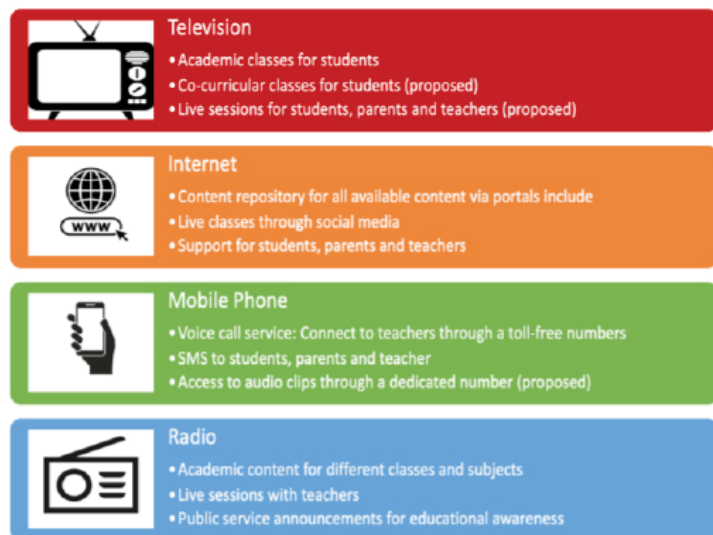 Television
• Academic classes for students
• Co-curricular classes for students (proposed)
• Live sessions for students, parents and teachers (proposed)
Internet
• Content repository for all available content via portals include
• Live classes through social media
• Support for students, parents and teachers
WWW
Mobile Phone
• Voice call service: Connect to teachers through a toll-free numbers
• SMS to students, parents and teacher
• Access to audio clips through a dedicated number (proposed)
Radio
• Academic content for different classes and subjects
• Live sessions with teachers
• Public service announcements for educational awareness